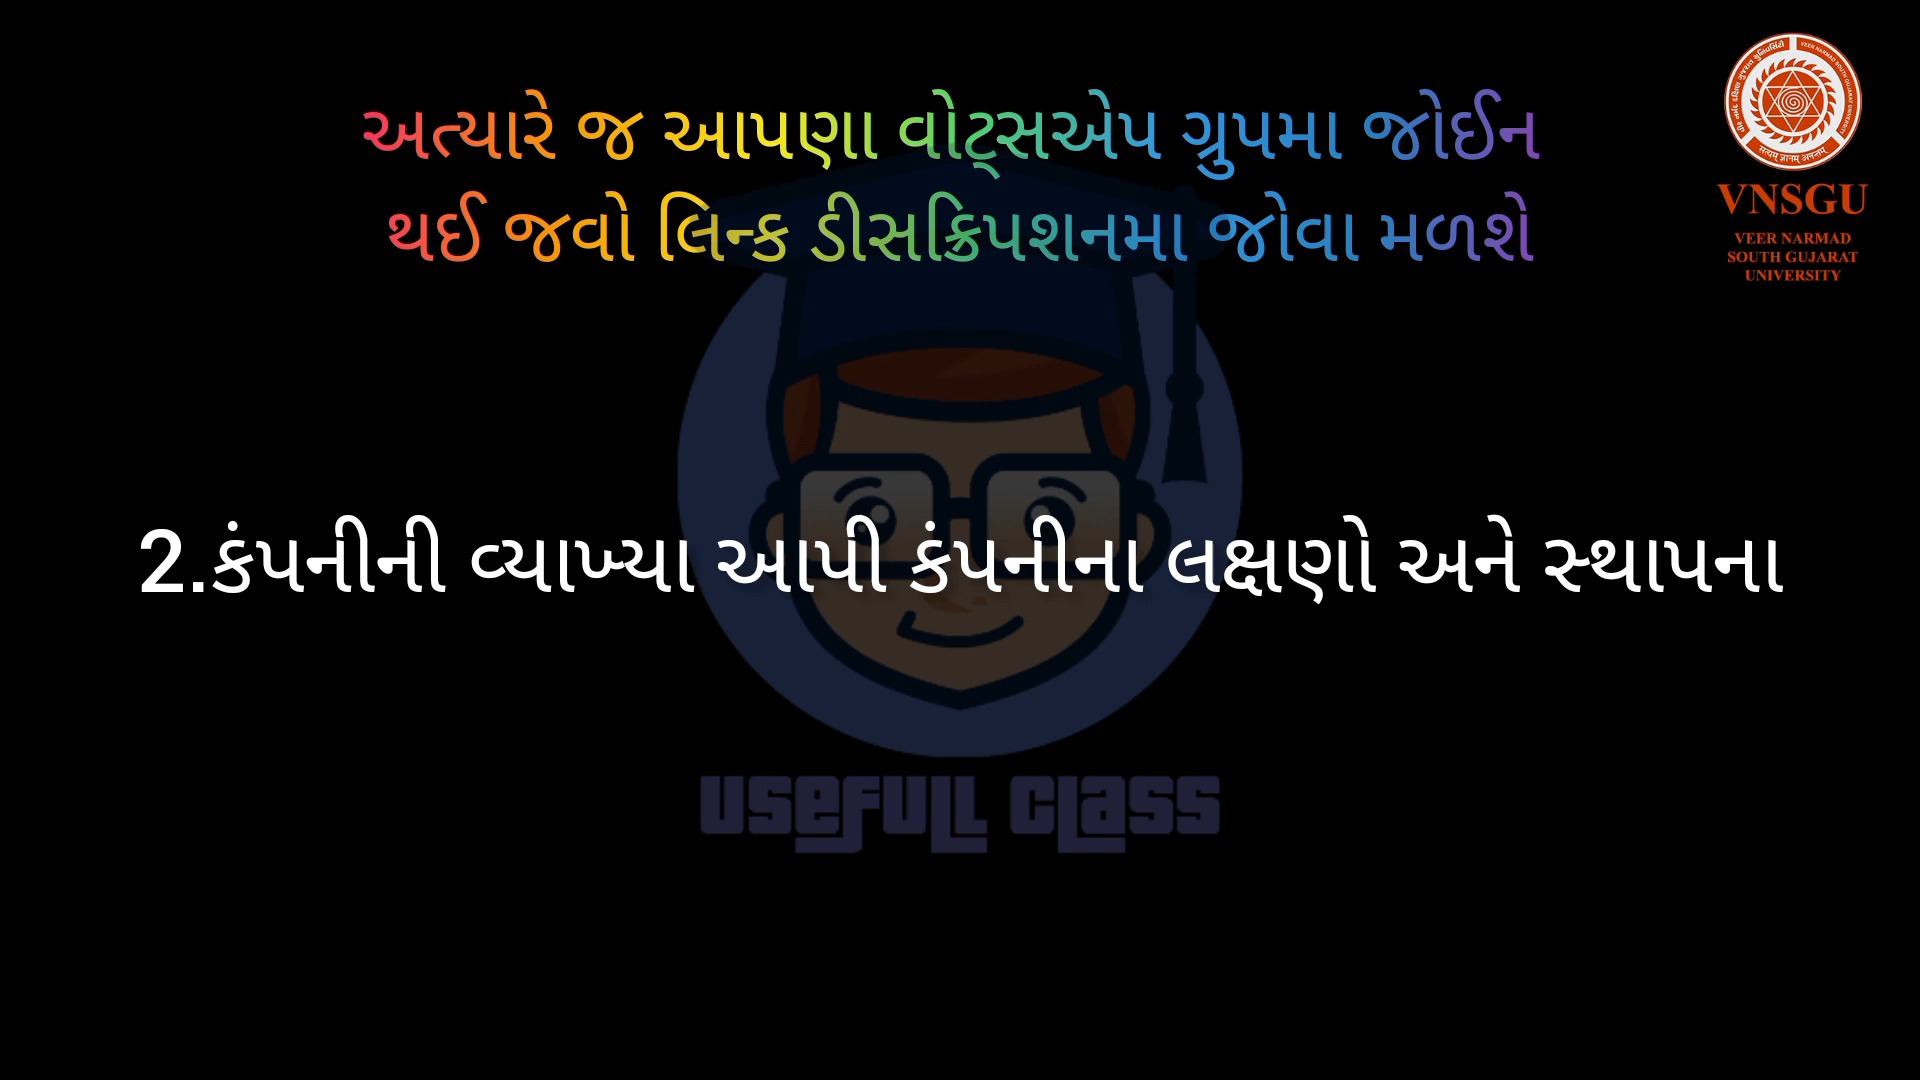 અત્યારે જ આપણા વોટ્સએપ ગ્રુપમા જોઈન
થઈ જવો લિન્ક ડીસક્રિપશનમા જોવા મળશે
VNSGU
VEER NARMAD
SOUTH GUJARAT
UNIVERSITY
2.કંપનીની વ્યાખ્યા આપી કંપનીના લક્ષણો અને સ્થાપના
USEFULL CLASS